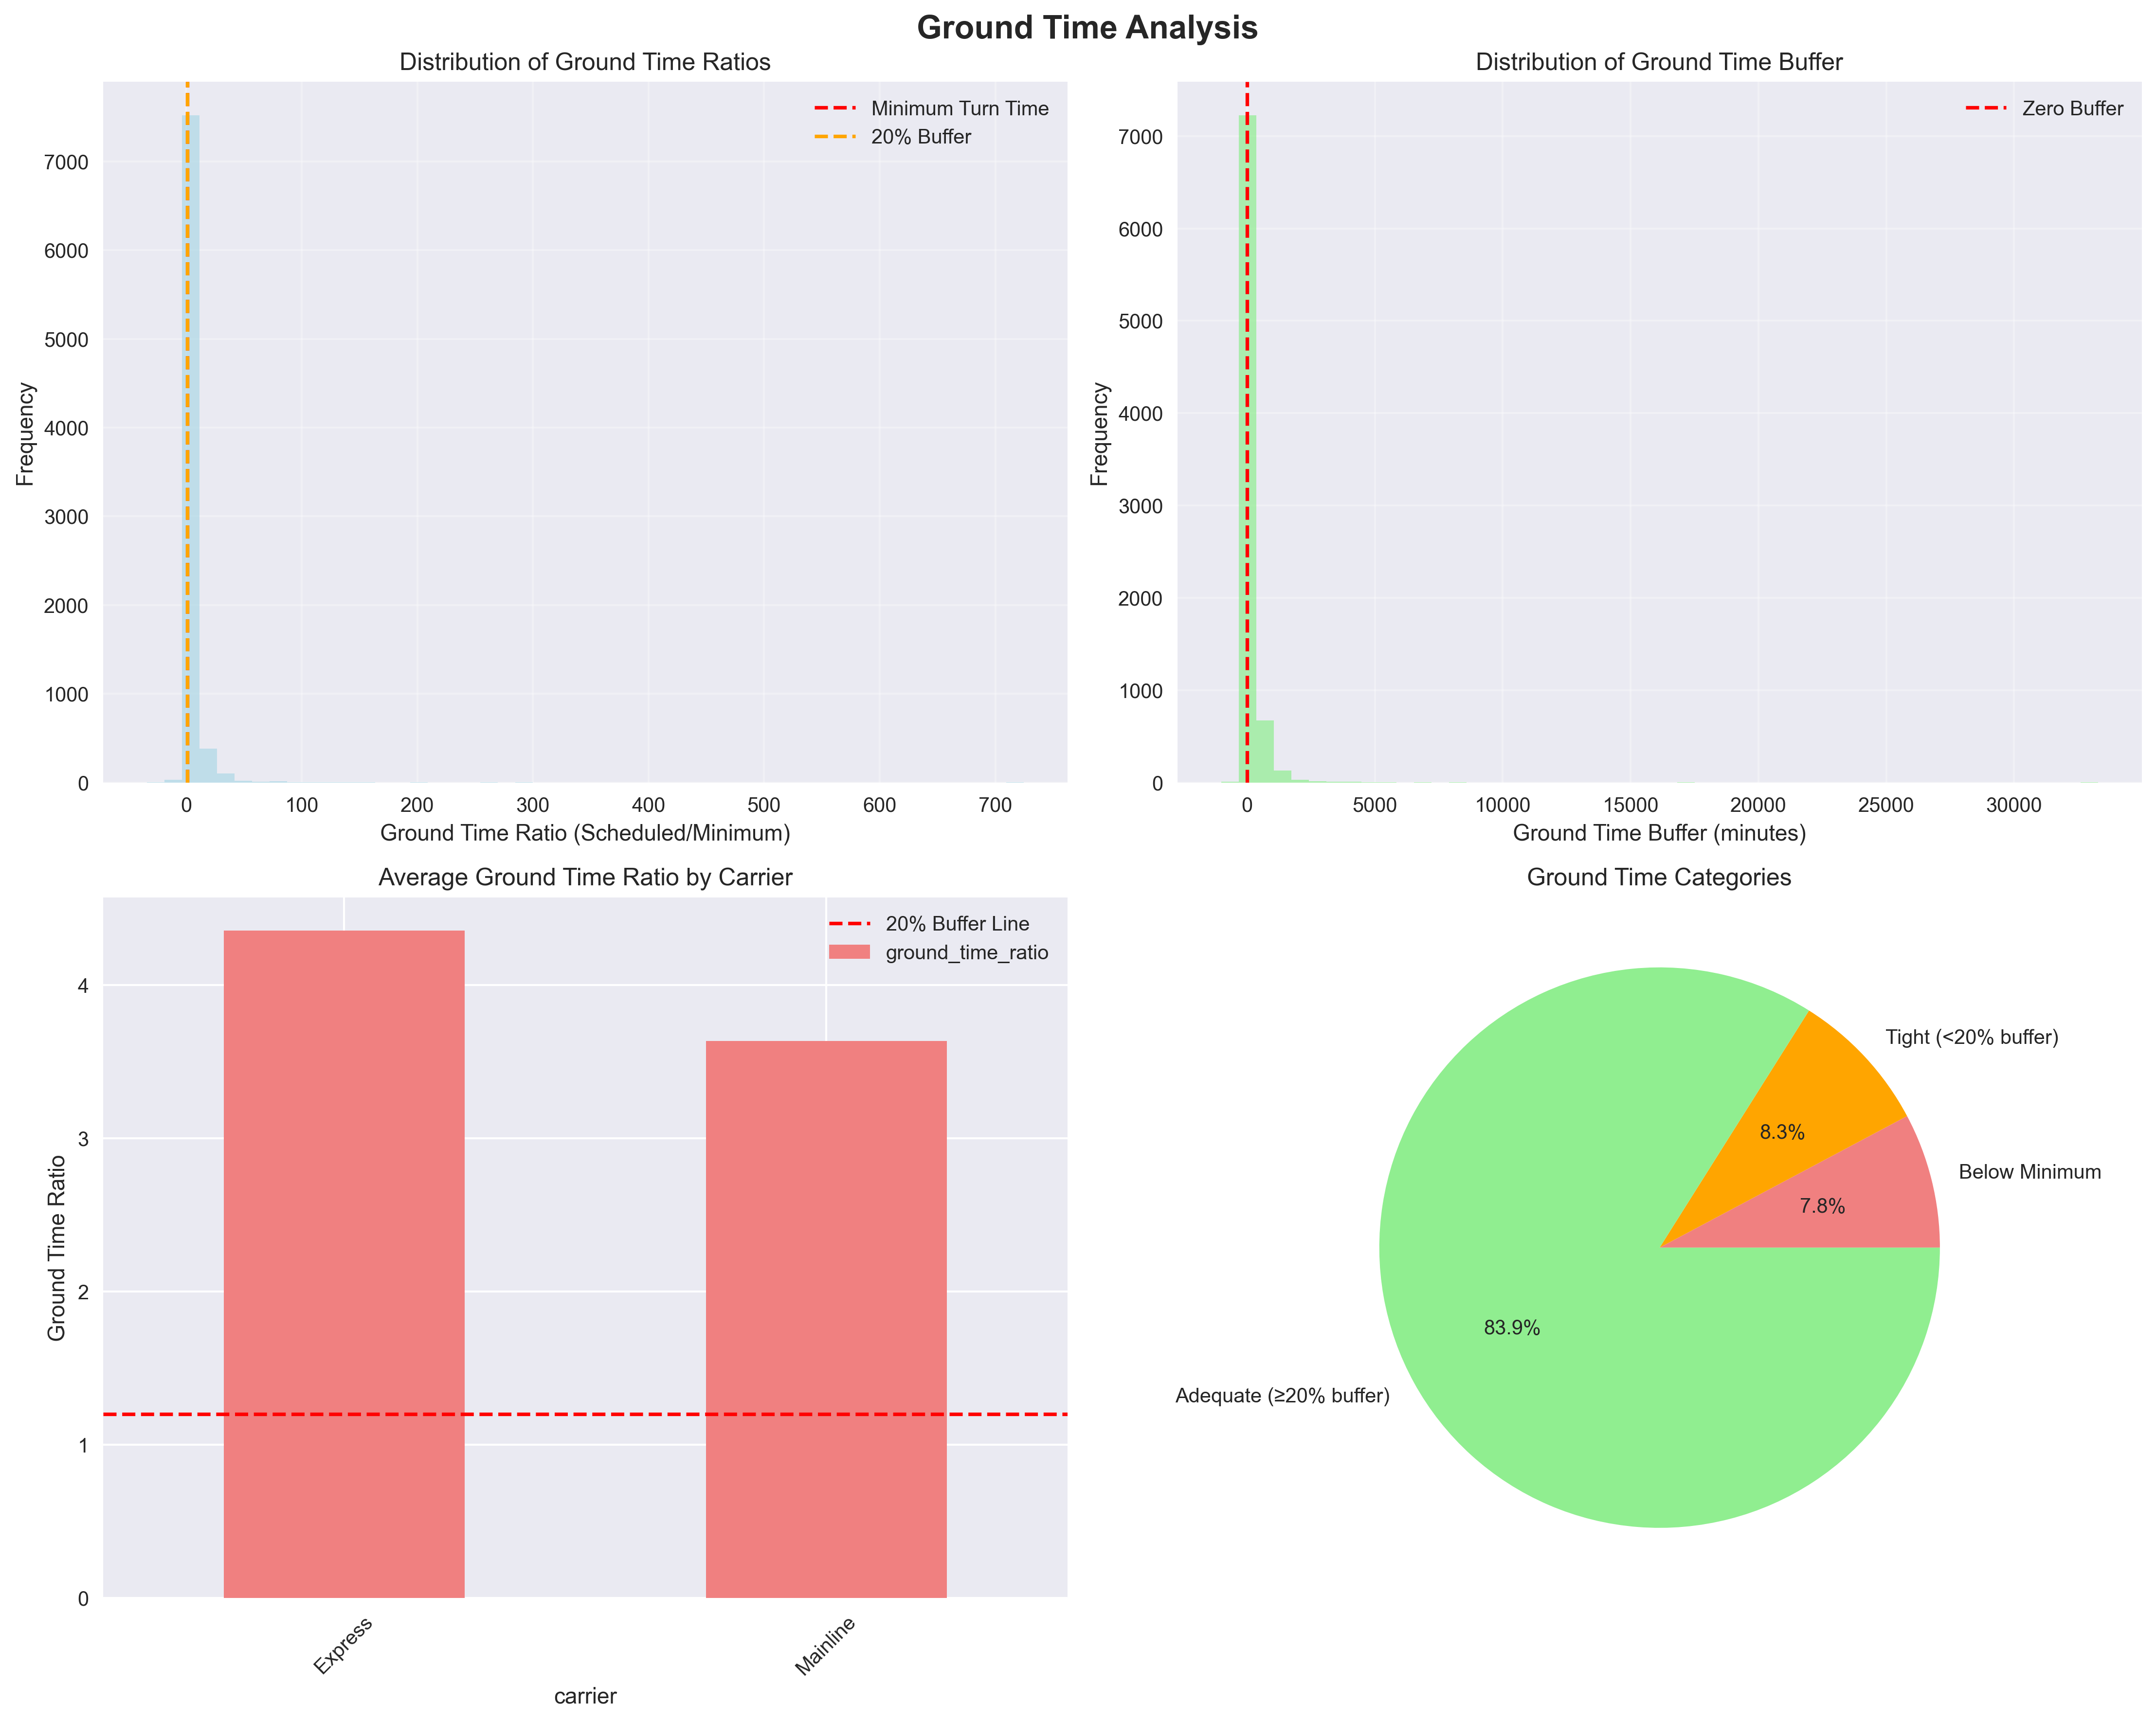 Ground Time Analysis
Distribution of Ground Time Ratios
Minimum Turn Time
20% Buffer
Frequency
7000
6000
5000
4000
3000
2000
1000
0
0 100 200 300 400 500 600 700
Ground Time Ratio (Scheduled/Minimum)
Distribution of Ground Time Buffer
Zero Buffer
Frequency
7000
6000
5000
4000
3000
2000
1000
0
0 5000 10000 15000 20000 25000 30000
Ground Time Buffer (minutes)
Average Ground Time Ratio by Carrier
20% Buffer Line
ground_time_ratio
Ground Time Ratio
4
3
2
1
0
Express Mainline
carrier
Ground Time Categories
Tight (<20% buffer)
8.3%
Below Minimum
7.8%
83.9%
Adequate (≥20% buffer)